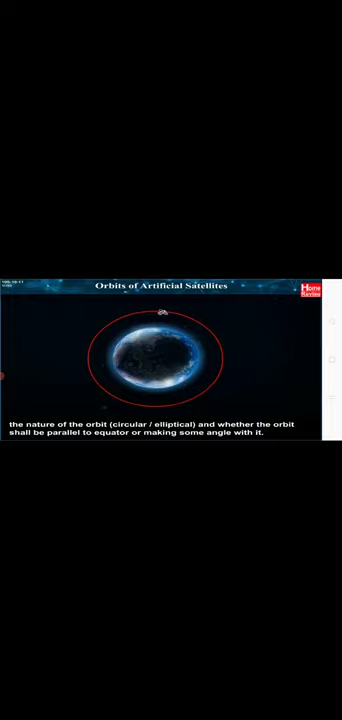 Orbits of Artificial Satellites
Home
Revise
the nature of the orbit (circular / elliptical) and whether the orbit
shall be parallel to equator or making some angle with it.